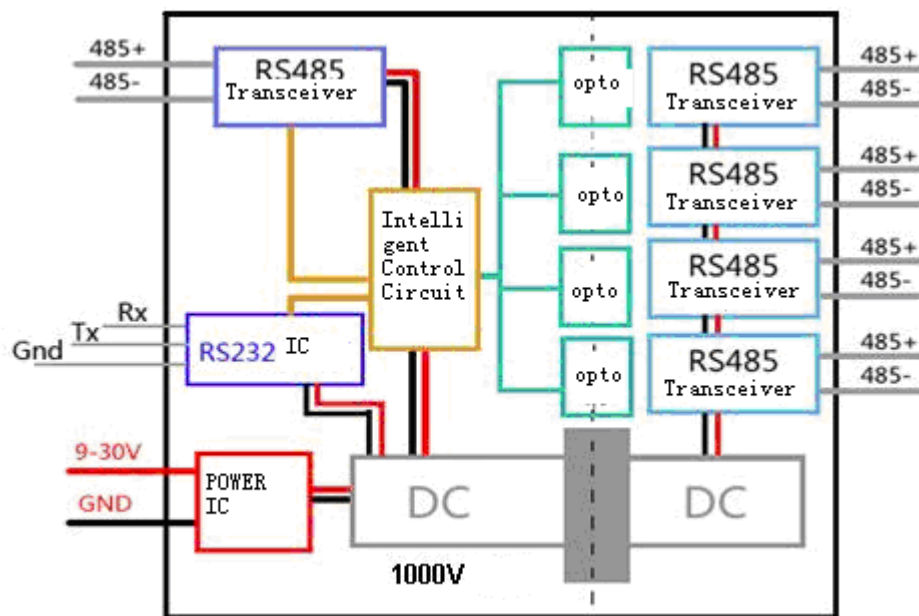 485+
485-
RS485
Transceiver
opto
RS485
Transceiver
485+
485-
opto
RS485
Transceiver
485+
485-
Intelli
gent
Control
Circuit
opto
RS485
Transceiver
485+
485-
Rx
Tx
Gnd
RS232 IC
opto
RS485
Transceiver
485+
485-
9-30V
GND
POWER
IC
DC
DC
1000V